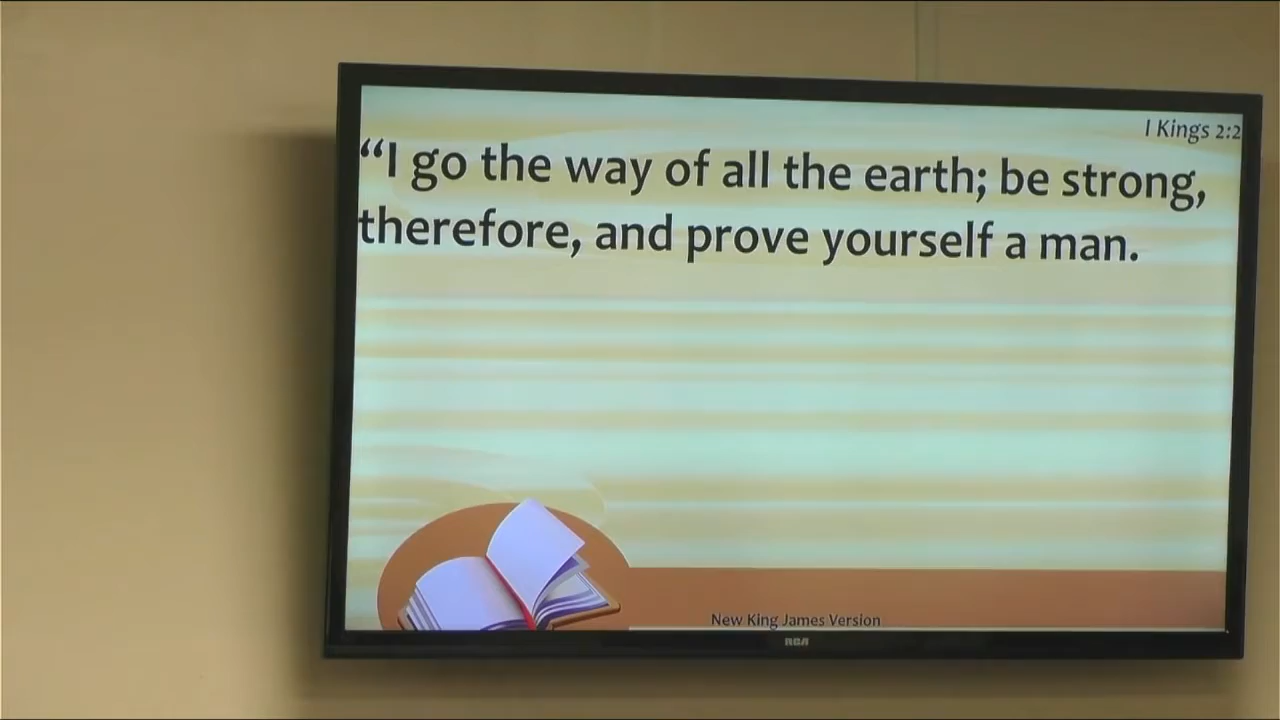 I Kings 2:2
“I go the way of all the earth; be strong,
therefore, and prove yourself a man.
New King James Version
RCA